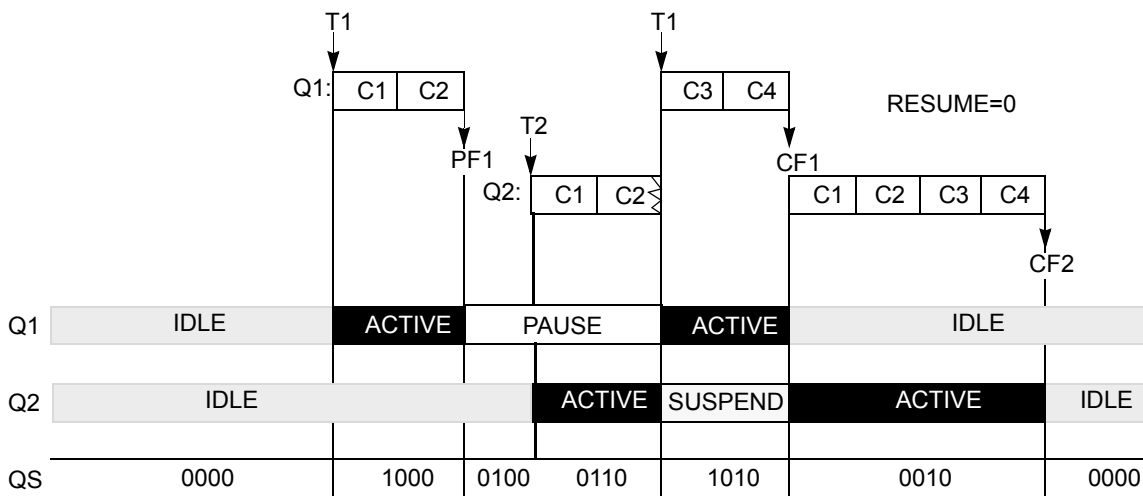 T1 T1
Q1: C1 C2 C3 C4 RESUME=0
T2
PF1 CF1
Q2: C1 C2 C1 C2 C3 C4
CF2
Q1 IDLE ACTIVE PAUSE ACTIVE IDLE
Q2 IDLE ACTIVE SUSPEND ACTIVE IDLE
QS 0000 1000 0100 0110 1010 0010 0000